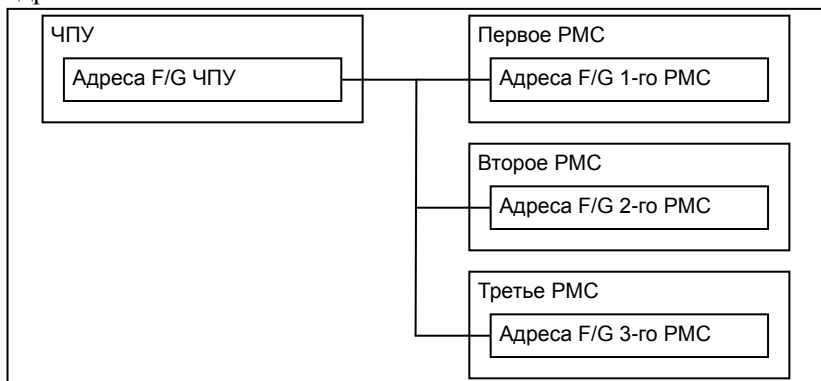 ЧПУ
Адреса F/G ЧПУ
Первое PMC
Адреса F/G 1-го PMC
Второе PMC
Адреса F/G 2-го PMC
Третье PMC
Адреса F/G 3-го PMC